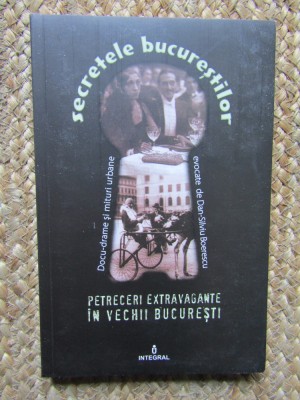 secretele bucureștilor
Docu-drame și mituri urbane
evocate de Dan-Silviu Boerescu
PETRECERI EXTRAVAGANTE
ÎN VECHII BUCUREȘTI
INTEGRAL